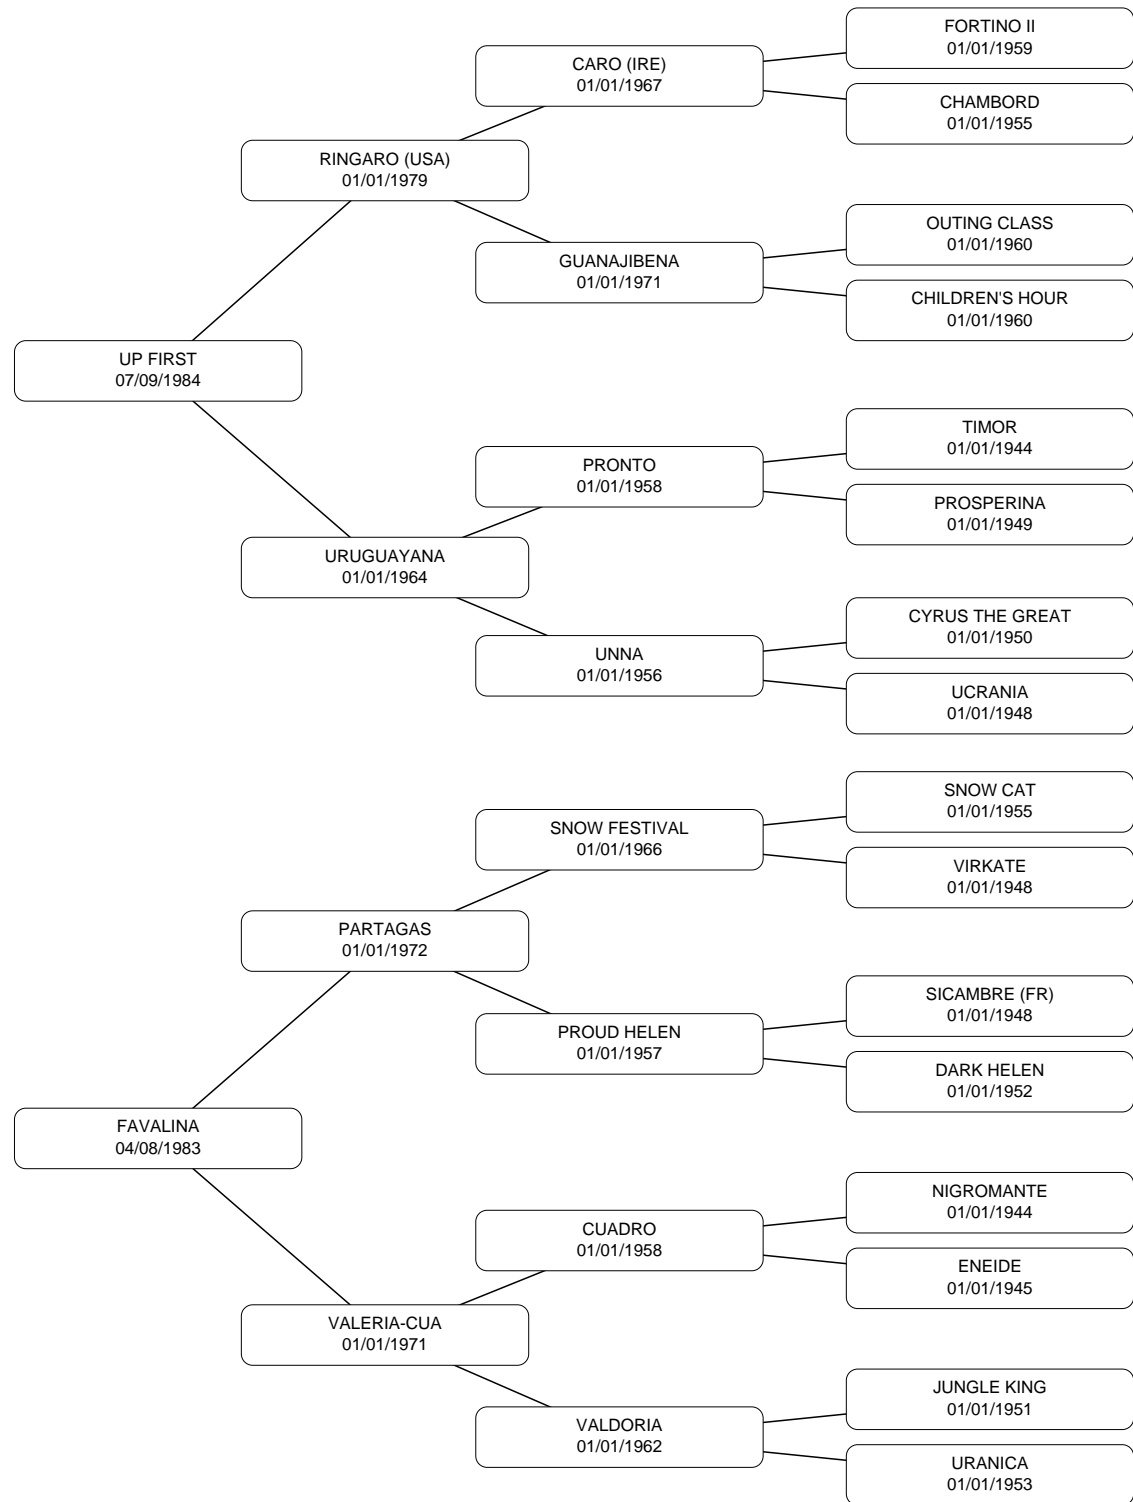 FORTINO II
01/01/1959
CARO (IRE)
01/01/1967
CHAMBORD
01/01/1955
RINGARO (USA)
01/01/1979
OUTING CLASS
01/01/1960
GUANAJIBENA
01/01/1971
CHILDREN'S HOUR
01/01/1960
UP FIRST
07/09/1984
TIMOR
01/01/1944
PRONTO
01/01/1958
PROSPERINA
01/01/1949
URUGUAYANA
01/01/1964
CYRUS THE GREAT
01/01/1950
UNNA
01/01/1956
UCRANIA
01/01/1948
SNOW CAT
01/01/1955
SNOW FESTIVAL
01/01/1966
VIRKATE
01/01/1948
PARTAGAS
01/01/1972
SICAMBRE (FR)
01/01/1948
PROUD HELEN
01/01/1957
DARK HELEN
01/01/1952
FAVALINA
04/08/1983
NIGROMANTE
01/01/1944
CUADRO
01/01/1958
ENEIDE
01/01/1945
VALERIA-CUA
01/01/1971
JUNGLE KING
01/01/1951
VALDORIA
01/01/1962
URANICA
01/01/1953